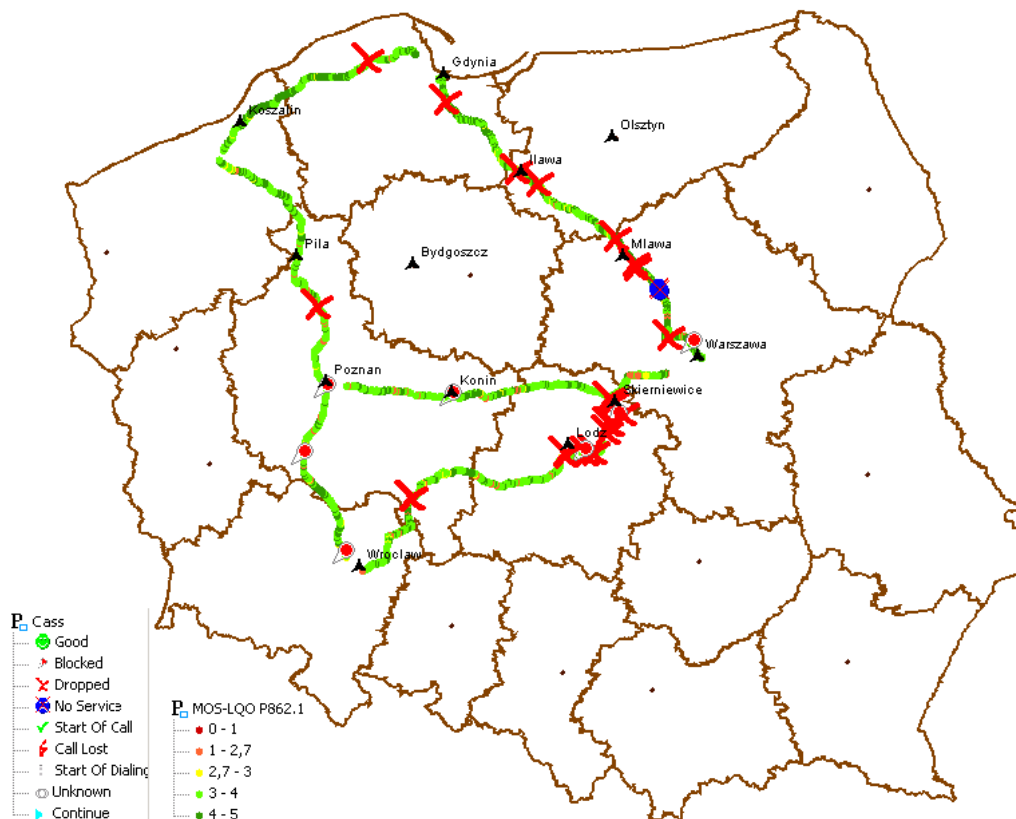 Gdynia
Koszalin
Olsztyn
Ilawa
Pila
Bydgoszcz
Mlawa
Warszawa
Poznan
Konin
Skierniewice
Lodz
Wroclaw
Cass
Good
Blocked
Dropped
No Service
Start Of Call
Call Lost
Start Of Dialing
Unknown
Continue
MOS-LQO P862.1
0 - 1
1 - 2,7
2,7 - 3
3 - 4
4 - 5